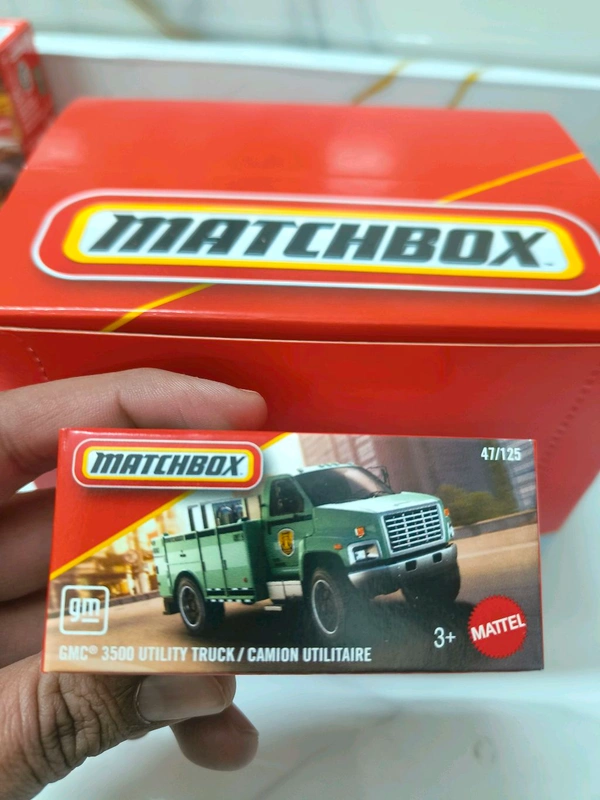 MATCHBOX
MATCHBOX
47/125
gm
GMC® 3500 UTILITY TRUCK / CAMION UTILITAIRE
3+
MATTEL